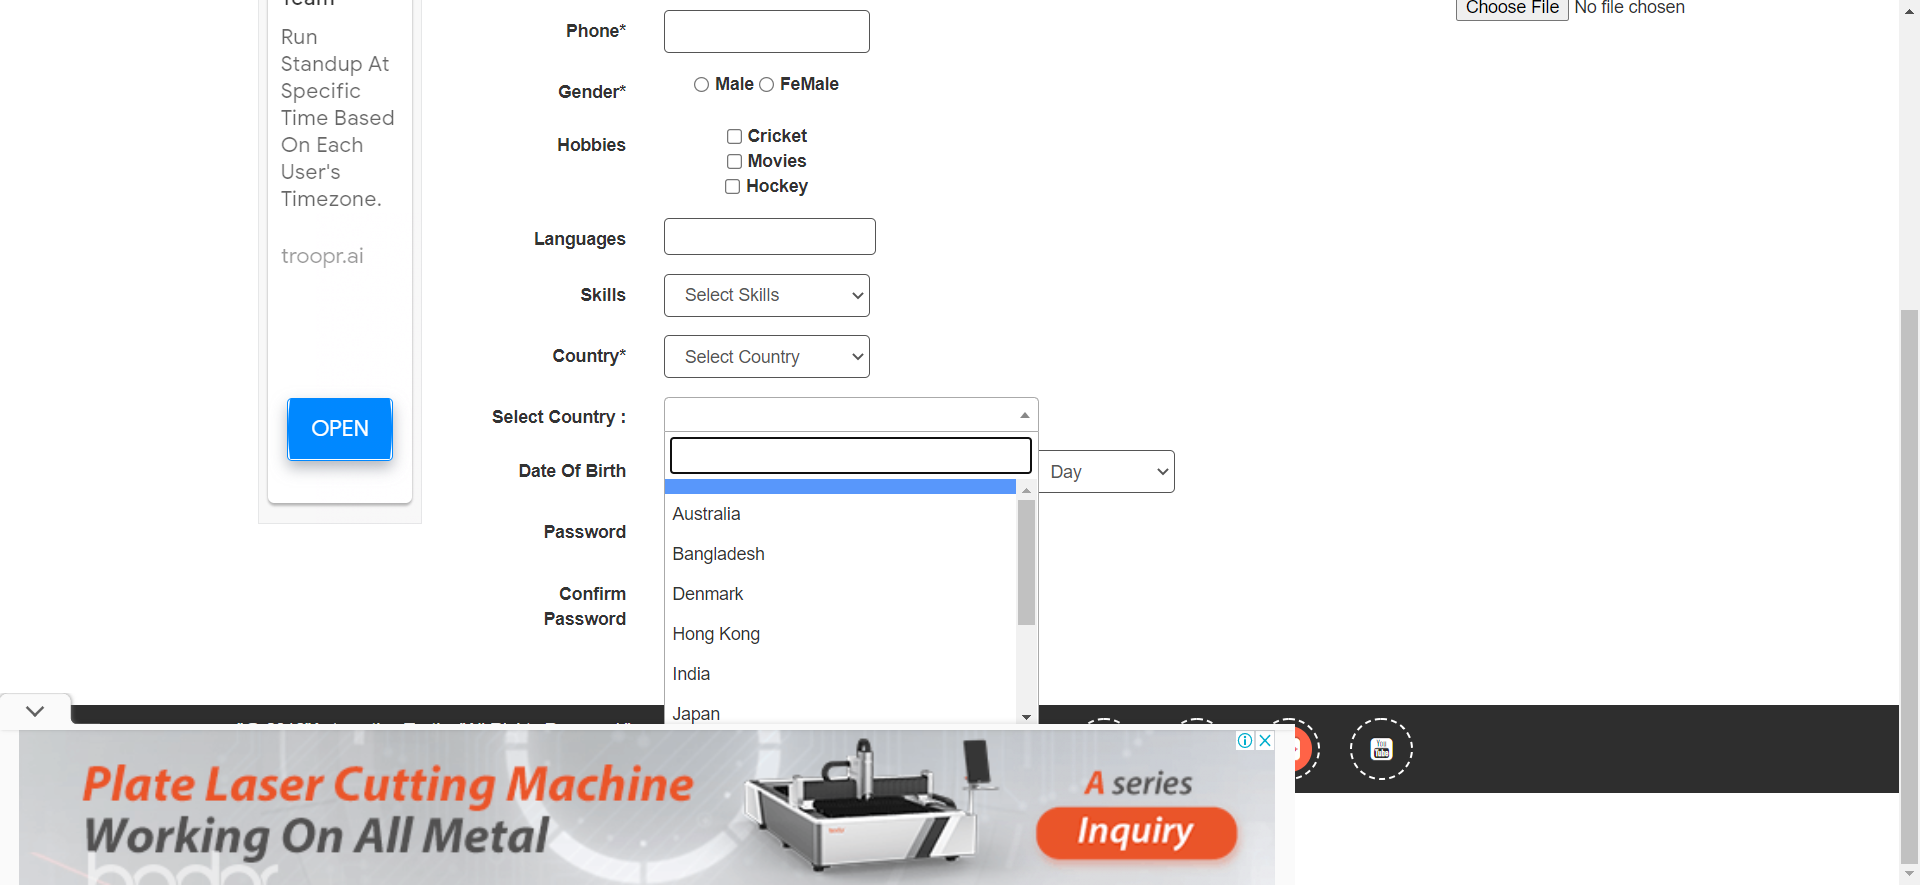 Run
Standup At
Specific
Time Based
On Each
User's
Timezone.
troopr.ai
OPEN
Phone*
Gender*
Male
FeMale
Hobbies
Cricket
Movies
Hockey
Languages
Skills
Select Skills
Country*
Select Country
Select Country :
Date Of Birth
Day
Australia
Bangladesh
Denmark
Hong Kong
India
Japan
Password
Confirm
Password
Choose File No file chosen
Plate Laser Cutting Machine
Working On All Metal
A series
Inquiry
You
Tube